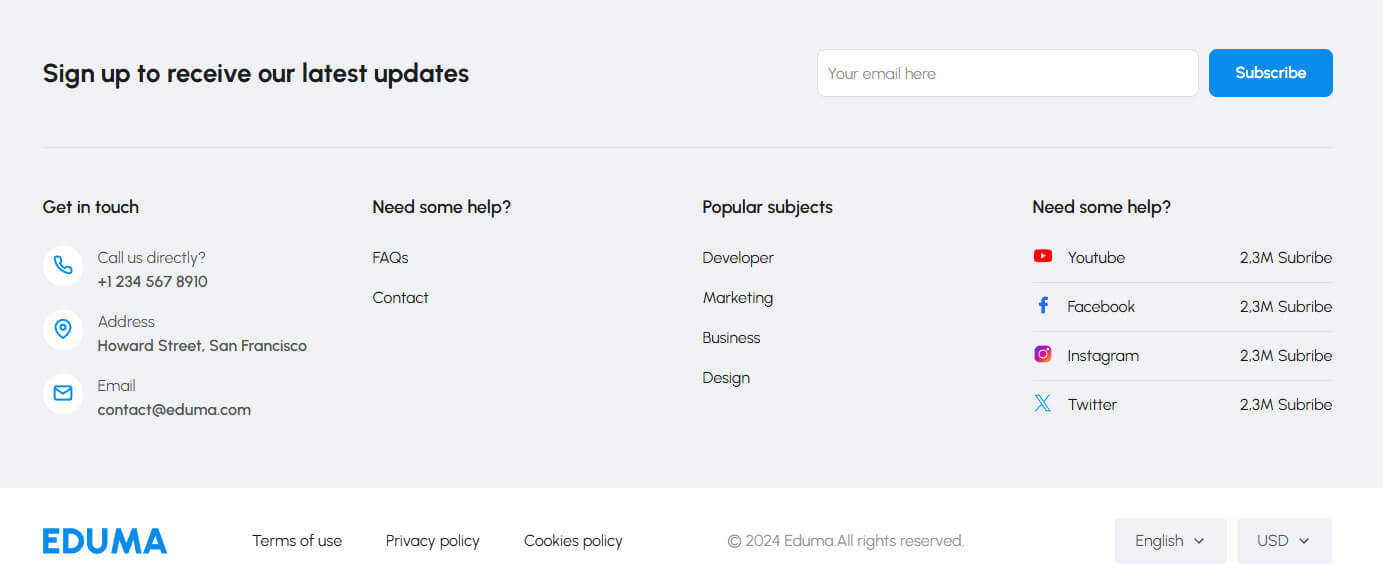 Sign up to receive our latest updates
Your email here
Subscribe
Get in touch
Call us directly?
+1 234 567 8910
Address
Howard Street, San Francisco
Email
contact@eduma.com
Need some help?
FAQs
Contact
Popular subjects
Developer
Marketing
Business
Design
Need some help?
Youtube 2,3M Subribe
Facebook 2,3M Subribe
Instagram 2,3M Subribe
Twitter 2,3M Subribe
EDUMA
Terms of use Privacy policy Cookies policy
© 2024 Eduma.All rights reserved.
English USD